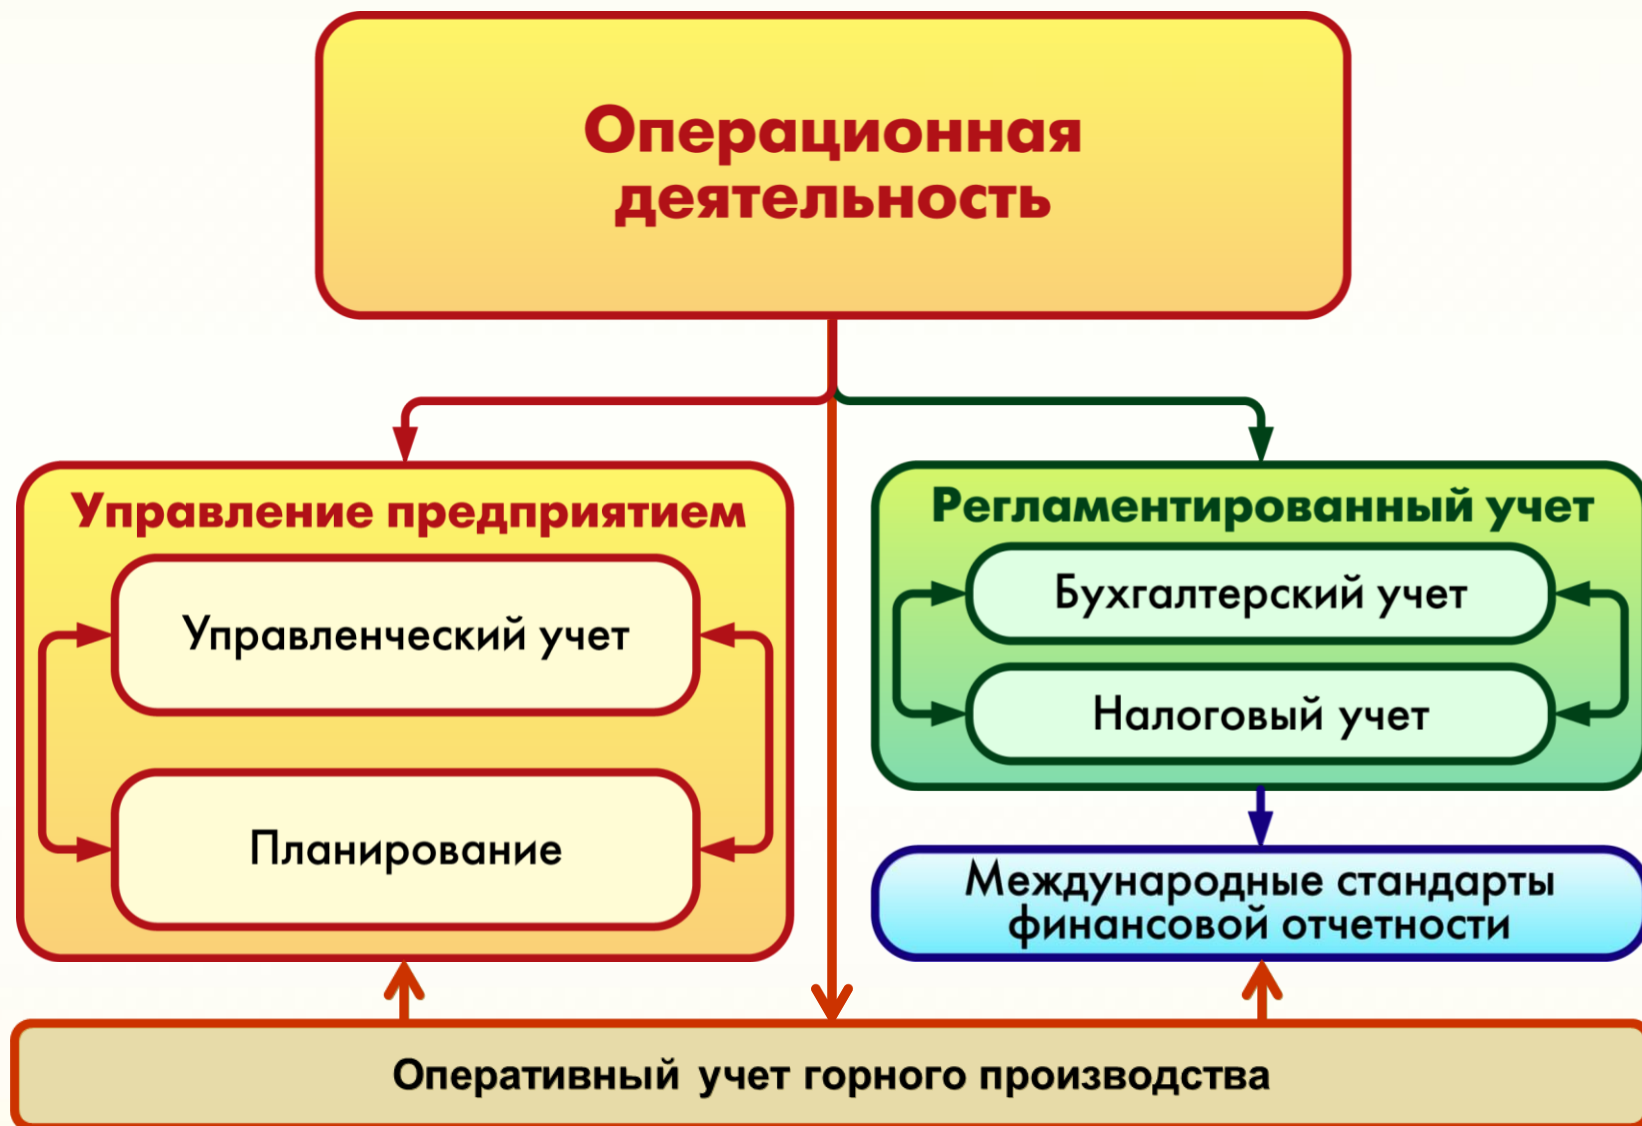 Операционная
деятельность
Управление предприятием
Управленческий учет
Планирование
Регламентированный учет
Бухгалтерский учет
Налоговый учет
Международные стандарты
финансовой отчетности
Оперативный учет горного производства